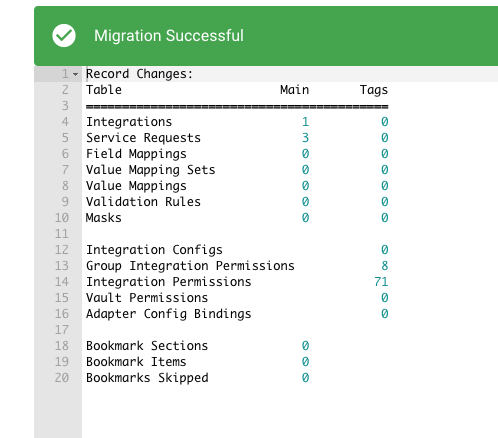 Migration Successful
1 Record Changes:
2 Table Main Tags
3 ==========================================
4 Integrations 1 0
5 Service Requests 3 0
6 Field Mappings 0 0
7 Value Mapping Sets 0 0
8 Value Mappings 0 0
9 Validation Rules 0 0
10 Masks 0 0
11
12 Integration Configs 0
13 Group Integration Permissions 8
14 Integration Permissions 71
15 Vault Permissions 0
16 Adapter Config Bindings 0
17
18 Bookmark Sections 0
19 Bookmark Items 0
20 Bookmarks Skipped 0